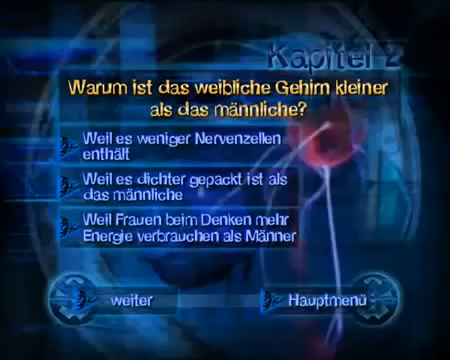 Kapitel 2
Warum ist das weibliche Gehirn kleiner
als das männliche?
Weil es weniger Nervenzellen
enthält
Weil es dichter gepackt ist als
das männliche
Weil Frauen beim Denken mehr
Energie verbrauchen als Männer
weiter
Hauptmenü